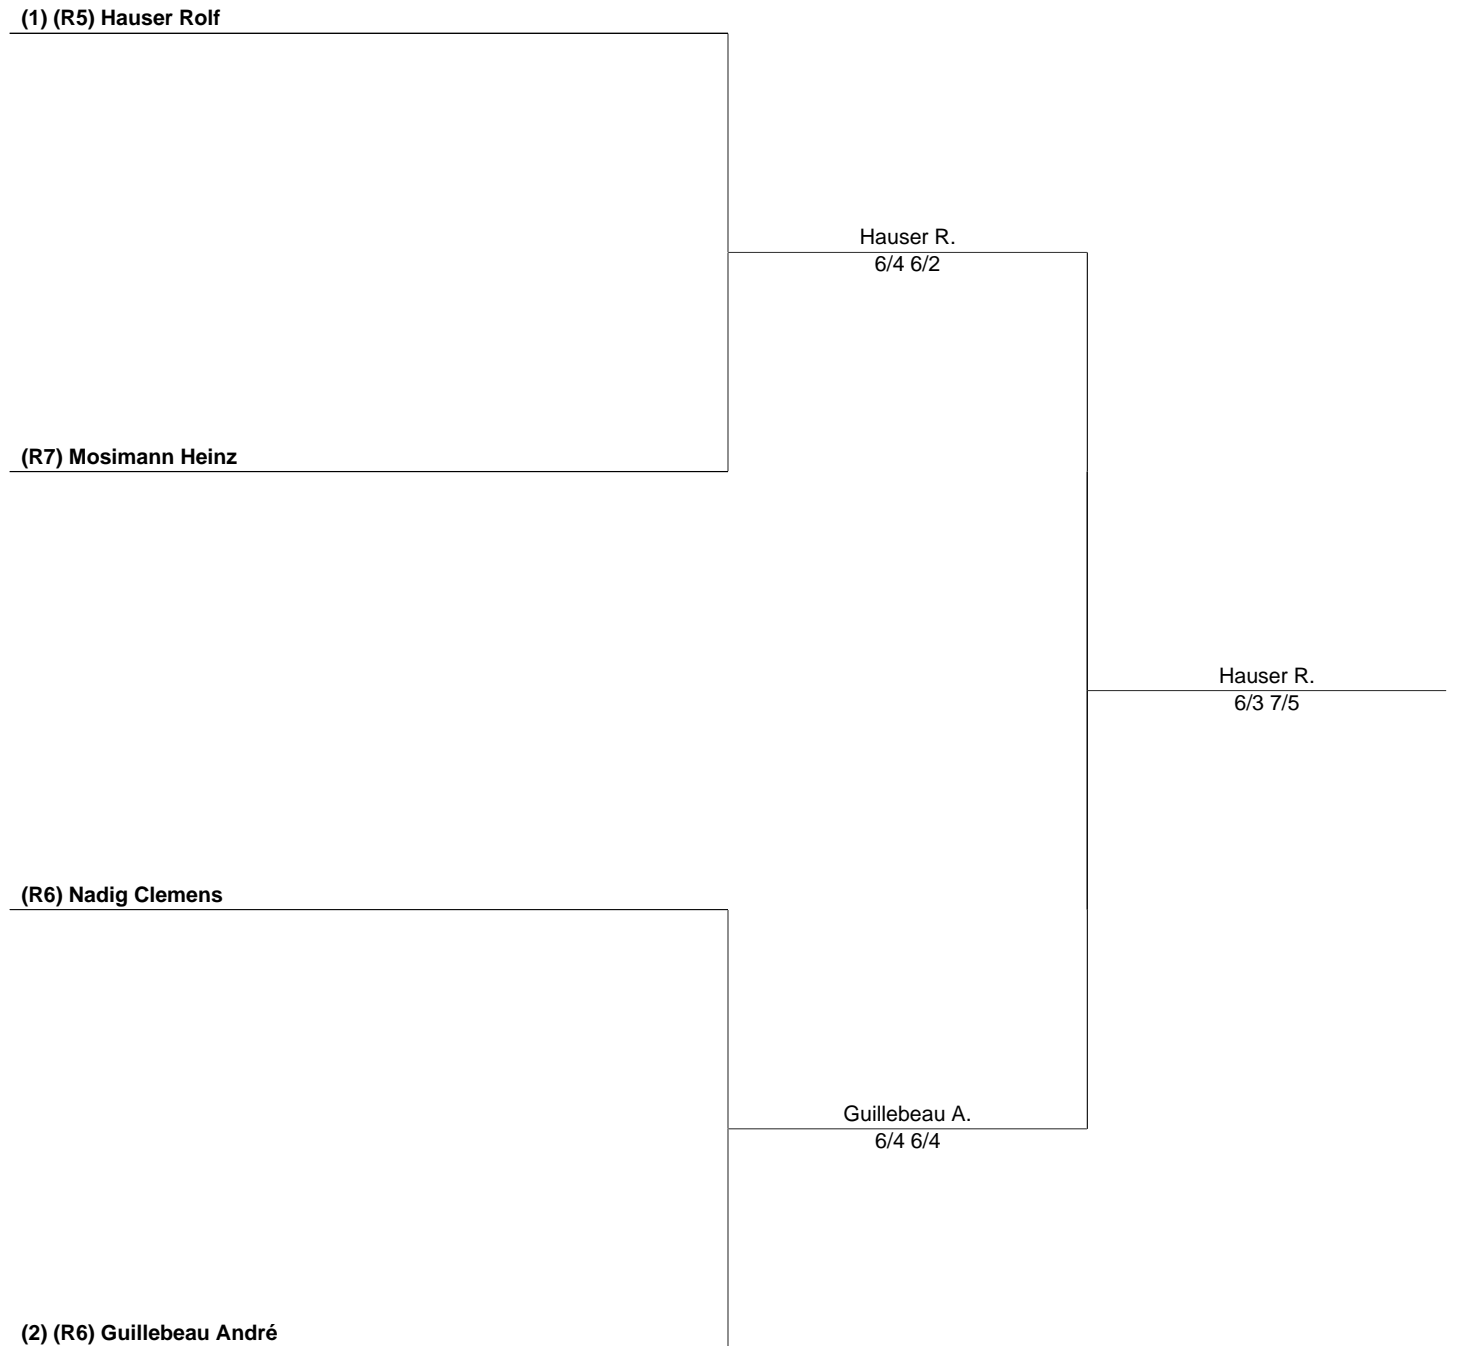 (1) (R5) Hauser Rolf
Hauser R.
6/4 6/2
(R7) Mosimann Heinz
Hauser R.
6/3 7/5
(R6) Nadig Clemens
Guillebeau A.
6/4 6/4
(2) (R6) Guillebeau André